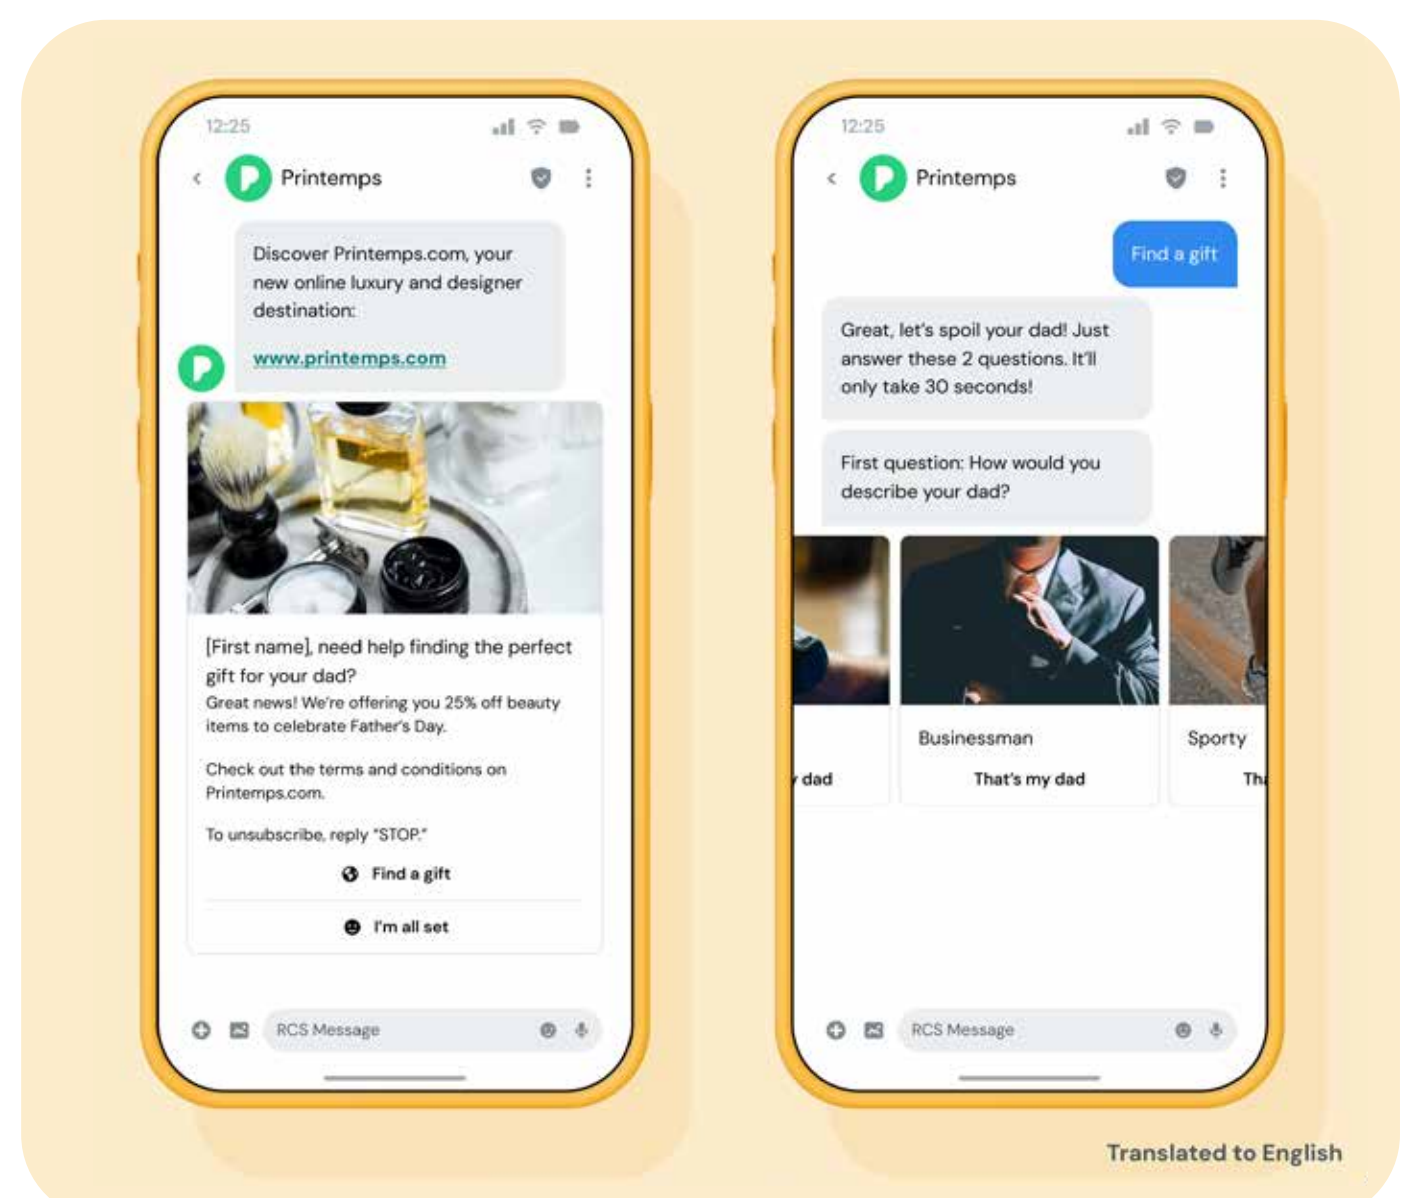 12:25
Printemps
Discover Printemps.com, your
new online luxury and designer
destination:
www.printemps.com
[First name], need help finding the perfect
gift for your dad?
Great news! We're offering you 25% off beauty
items to celebrate Father's Day.
Check out the terms and conditions on
Printemps.com.
To unsubscribe, reply "STOP."
Find a gift
I'm all set
RCS Message
12:25
Printemps
Find a gift
Great, let's spoil your dad! Just
answer these 2 questions. It'll
only take 30 seconds!
First question: How would you
describe your dad?
Businessman
Sporty
dad
That's my dad
RCS Message
Translated to English